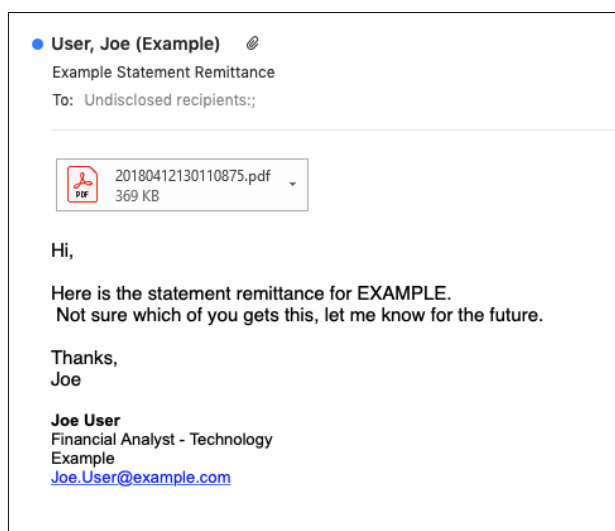 User, Joe (Example)
Example Statement Remittance
To: Undisclosed recipients:;
PDF
20180412130110875.pdf
369 KB
Hi,
Here is the statement remittance for EXAMPLE.
Not sure which of you gets this, let me know for the future.
Thanks,
Joe
Joe User
Financial Analyst - Technology
Example
Joe.User@example.com